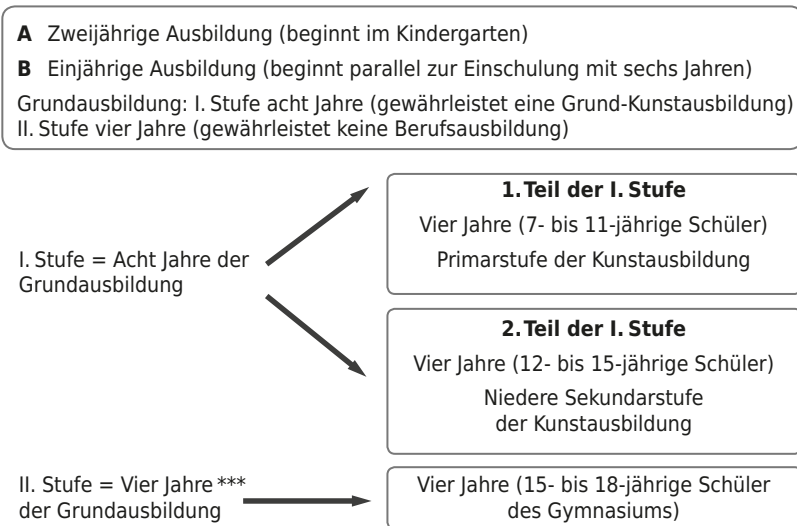 A Zweijährige Ausbildung (beginnt im Kindergarten)
B Einjährige Ausbildung (beginnt parallel zur Einschulung mit sechs Jahren)
Grundausbildung: I. Stufe acht Jahre (gewährleistet eine Grund-Kunstausbildung)
II. Stufe vier Jahre (gewährleistet keine Berufsausbildung)
I. Stufe = Acht Jahre der
Grundausbildung
1. Teil der I. Stufe
Vier Jahre (7- bis 11-jährige Schüler)
Primarstufe der Kunstausbildung
2. Teil der I. Stufe
Vier Jahre (12- bis 15-jährige Schüler)
Niedere Sekundarstufe
der Kunstausbildung
II. Stufe = Vier Jahre ***
der Grundausbildung
Vier Jahre (15- bis 18-jährige Schüler
des Gymnasiums)